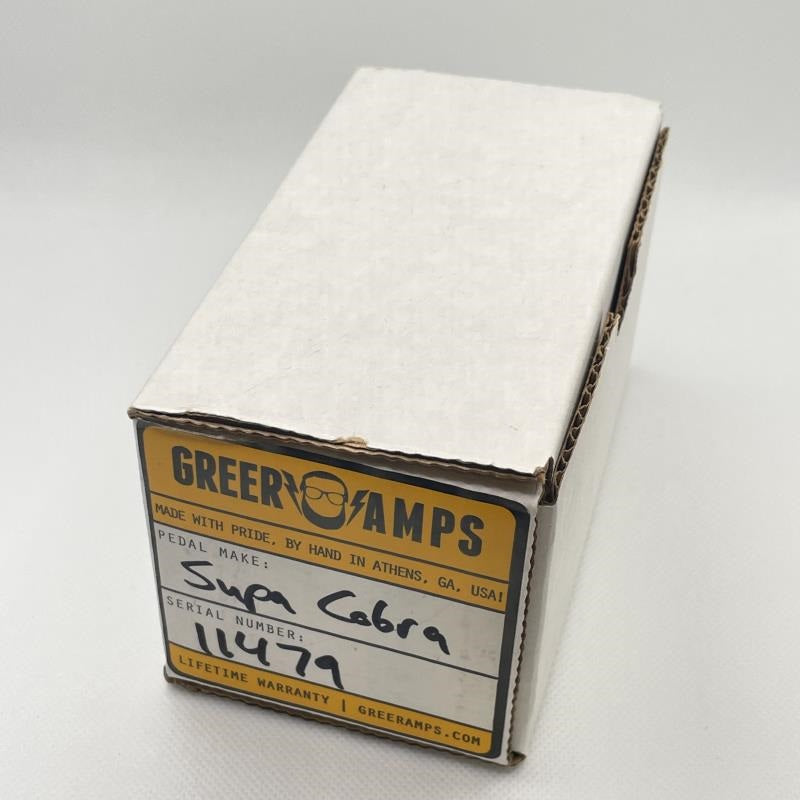 GREER AMPS
MADE WITH PRIDE, BY HAND IN ATHENS, GA, USA!
PEDAL MAKE:
Supa Cobra
SERIAL NUMBER:
11479
LIFETIME WARRANTY | GREERAMPS.COM